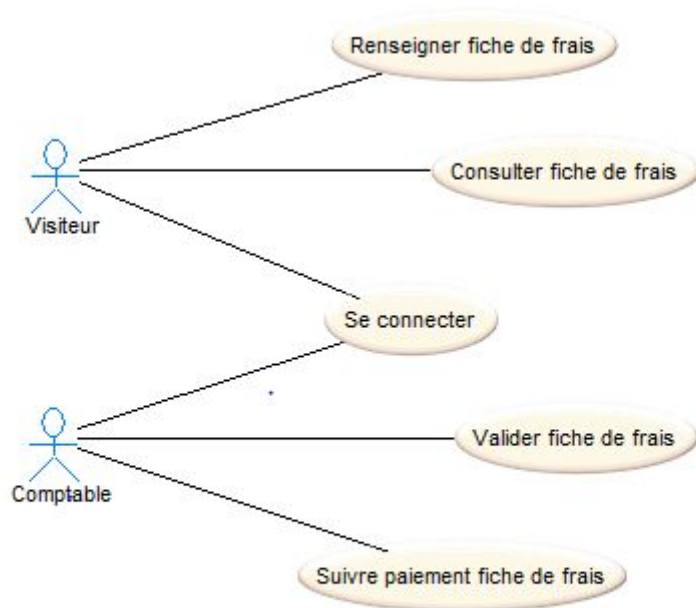 Renseigner fiche de frais
Consulter fiche de frais
Visiteur
Se connecter
Valider fiche de frais
Comptable
Suivre paiement fiche de frais